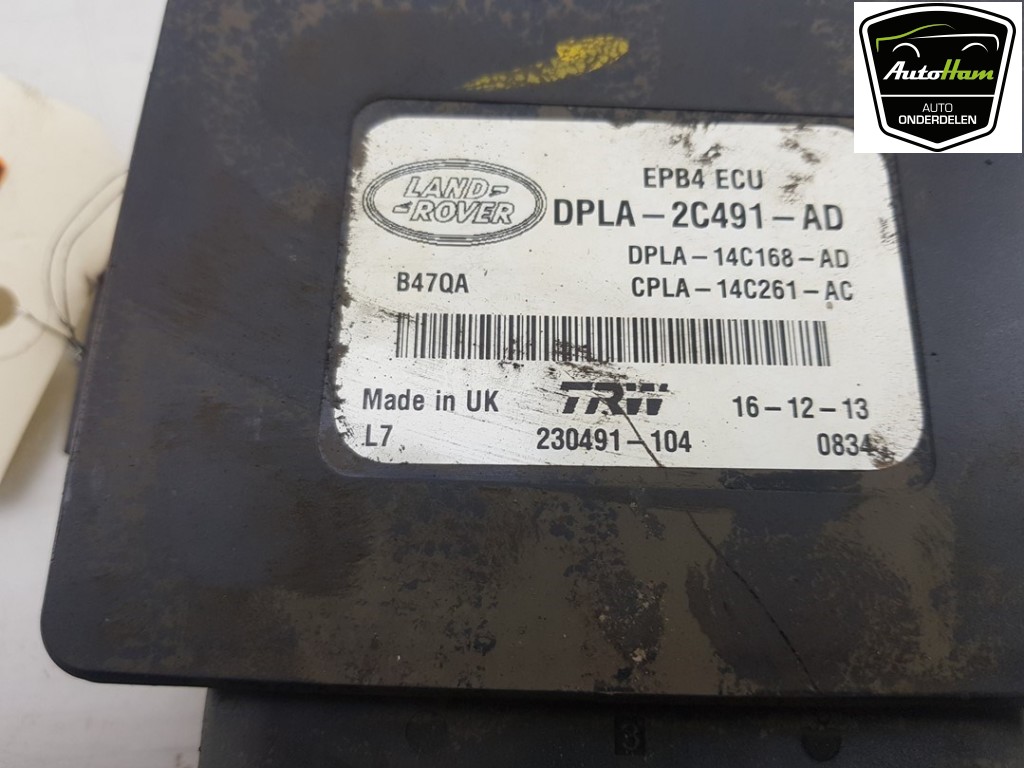 AutoHam
AUTO
ONDERDELEN
LAND-
-ROVER
EPB4 ECU
DPLA-2C491-AD
DPLA-14C168-AD
B47QA CPLA-14C261-AC
Made in UK TRW 16-12-13
L7 230491-104 0834